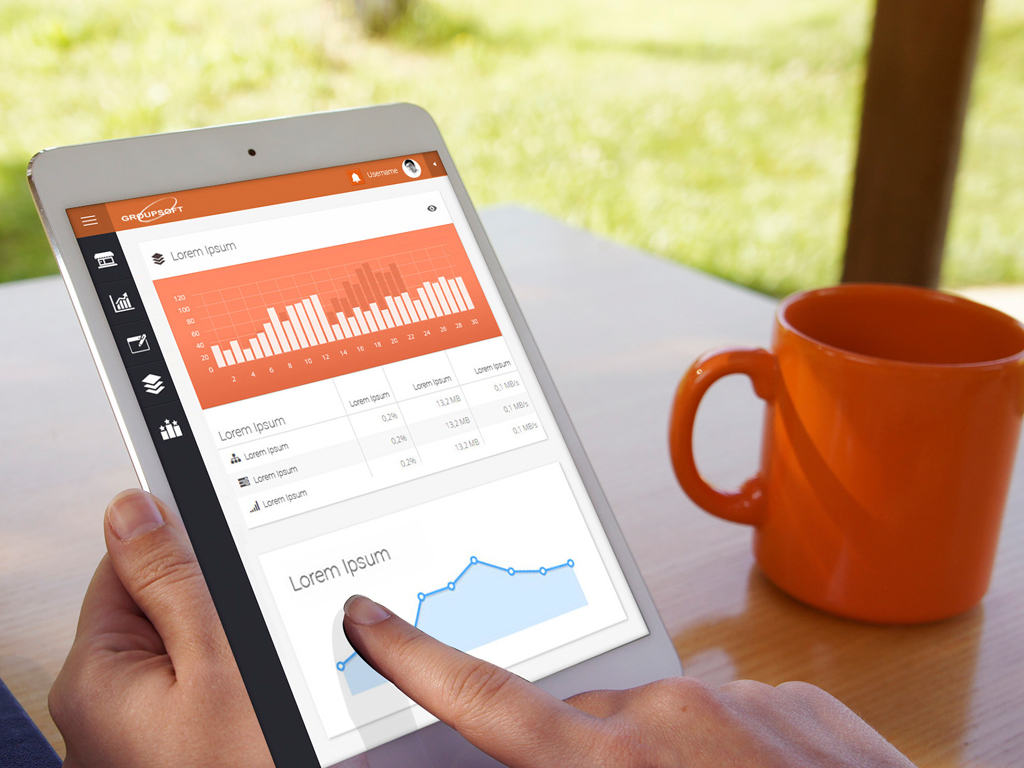 GROUPSOFT
Username
Lorem Ipsum
120
100
80
60
40
20
0
2 4 6 8 10 12 14 16 18 20 22 24 26 28 30
Lorem Ipsum Lorem Ipsum Lorem Ipsum Lorem Ipsum
Lorem Ipsum 0,2% 13,2 MB 0,1 MB/s
Lorem Ipsum 0,2% 13,2 MB 0,1 MB/s
Lorem Ipsum 0,2% 13,2 MB 0,1 MB/s
Lorem Ipsum